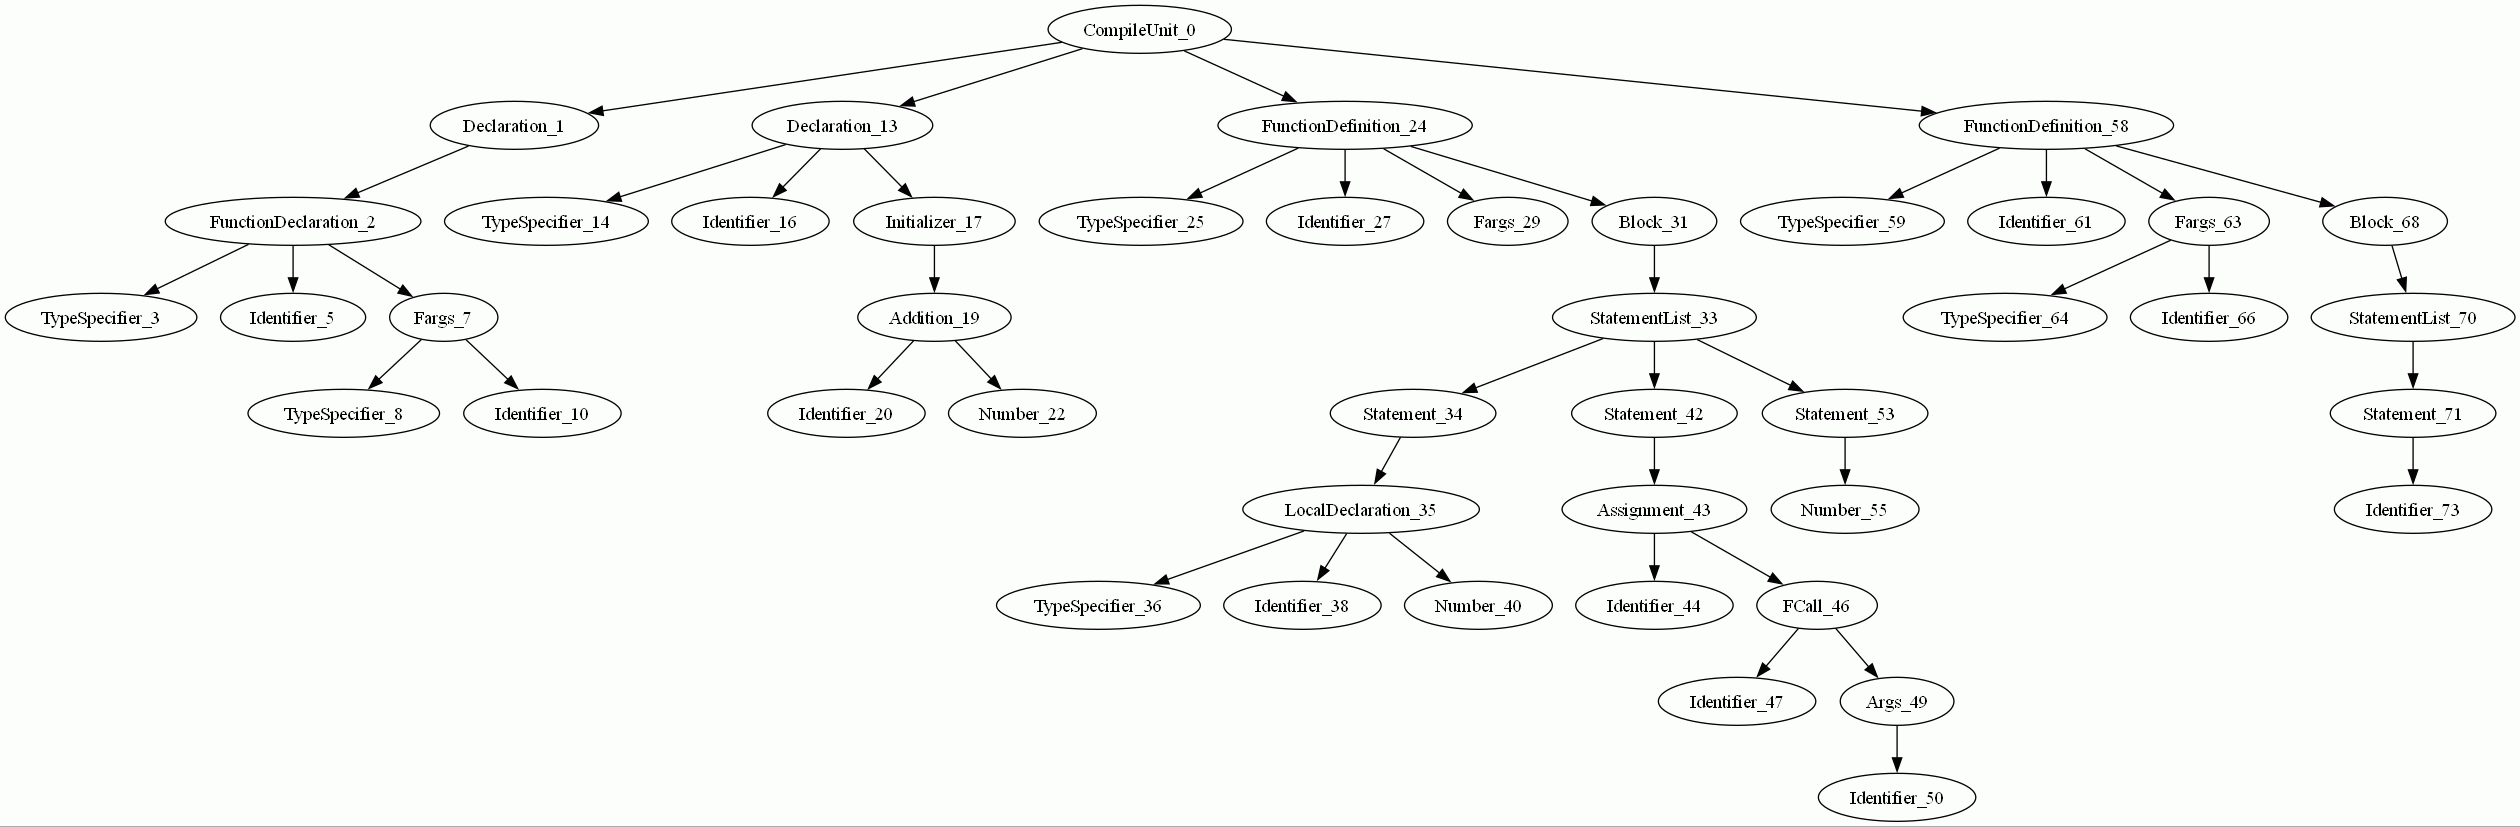 CompileUnit_0
Declaration_1
Declaration_13
FunctionDefinition_24
FunctionDefinition_58
FunctionDeclaration_2
TypeSpecifier_14
Identifier_16
Initializer_17
TypeSpecifier_25
Identifier_27
Fargs_29
Block_31
TypeSpecifier_59
Identifier_61
Fargs_63
Block_68
TypeSpecifier_3
Identifier_5
Fargs_7
Addition_19
StatementList_33
TypeSpecifier_64
Identifier_66
StatementList_70
TypeSpecifier_8
Identifier_10
Identifier_20
Number_22
Statement_34
Statement_42
Statement_53
Statement_71
LocalDeclaration_35
Assignment_43
Number_55
Identifier_73
TypeSpecifier_36
Identifier_38
Number_40
Identifier_44
FCall_46
Identifier_47
Args_49
Identifier_50